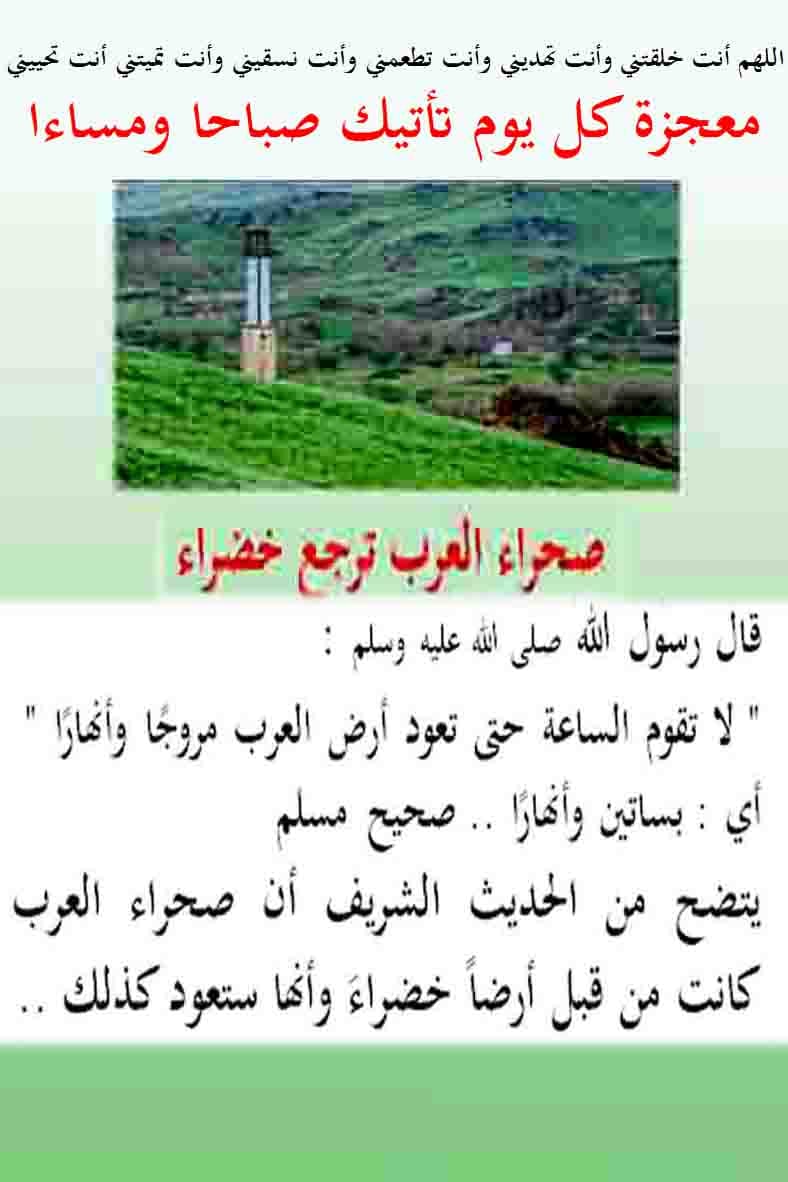 اللهم أنت خلقتني وأنت تهديني وأنت تطعمني وأنت نسقيني وأنت تميتني أنت تحييني
معجزة كل يوم تأتيك صباحا ومساءا
صحراء العرب ترجع خضراء
قال رسول الله صلى الله عليه وسلم :
" لا تقوم الساعة حتى تعود أرض العرب مروجًا وأنهارًا "
أي : بساتين وأنهارًا .. صحيح مسلم
يتضح من الحديث الشريف أن صحراء العرب
كانت من قبل أرضاً خضراءَ وأنها ستعود كذلك ..